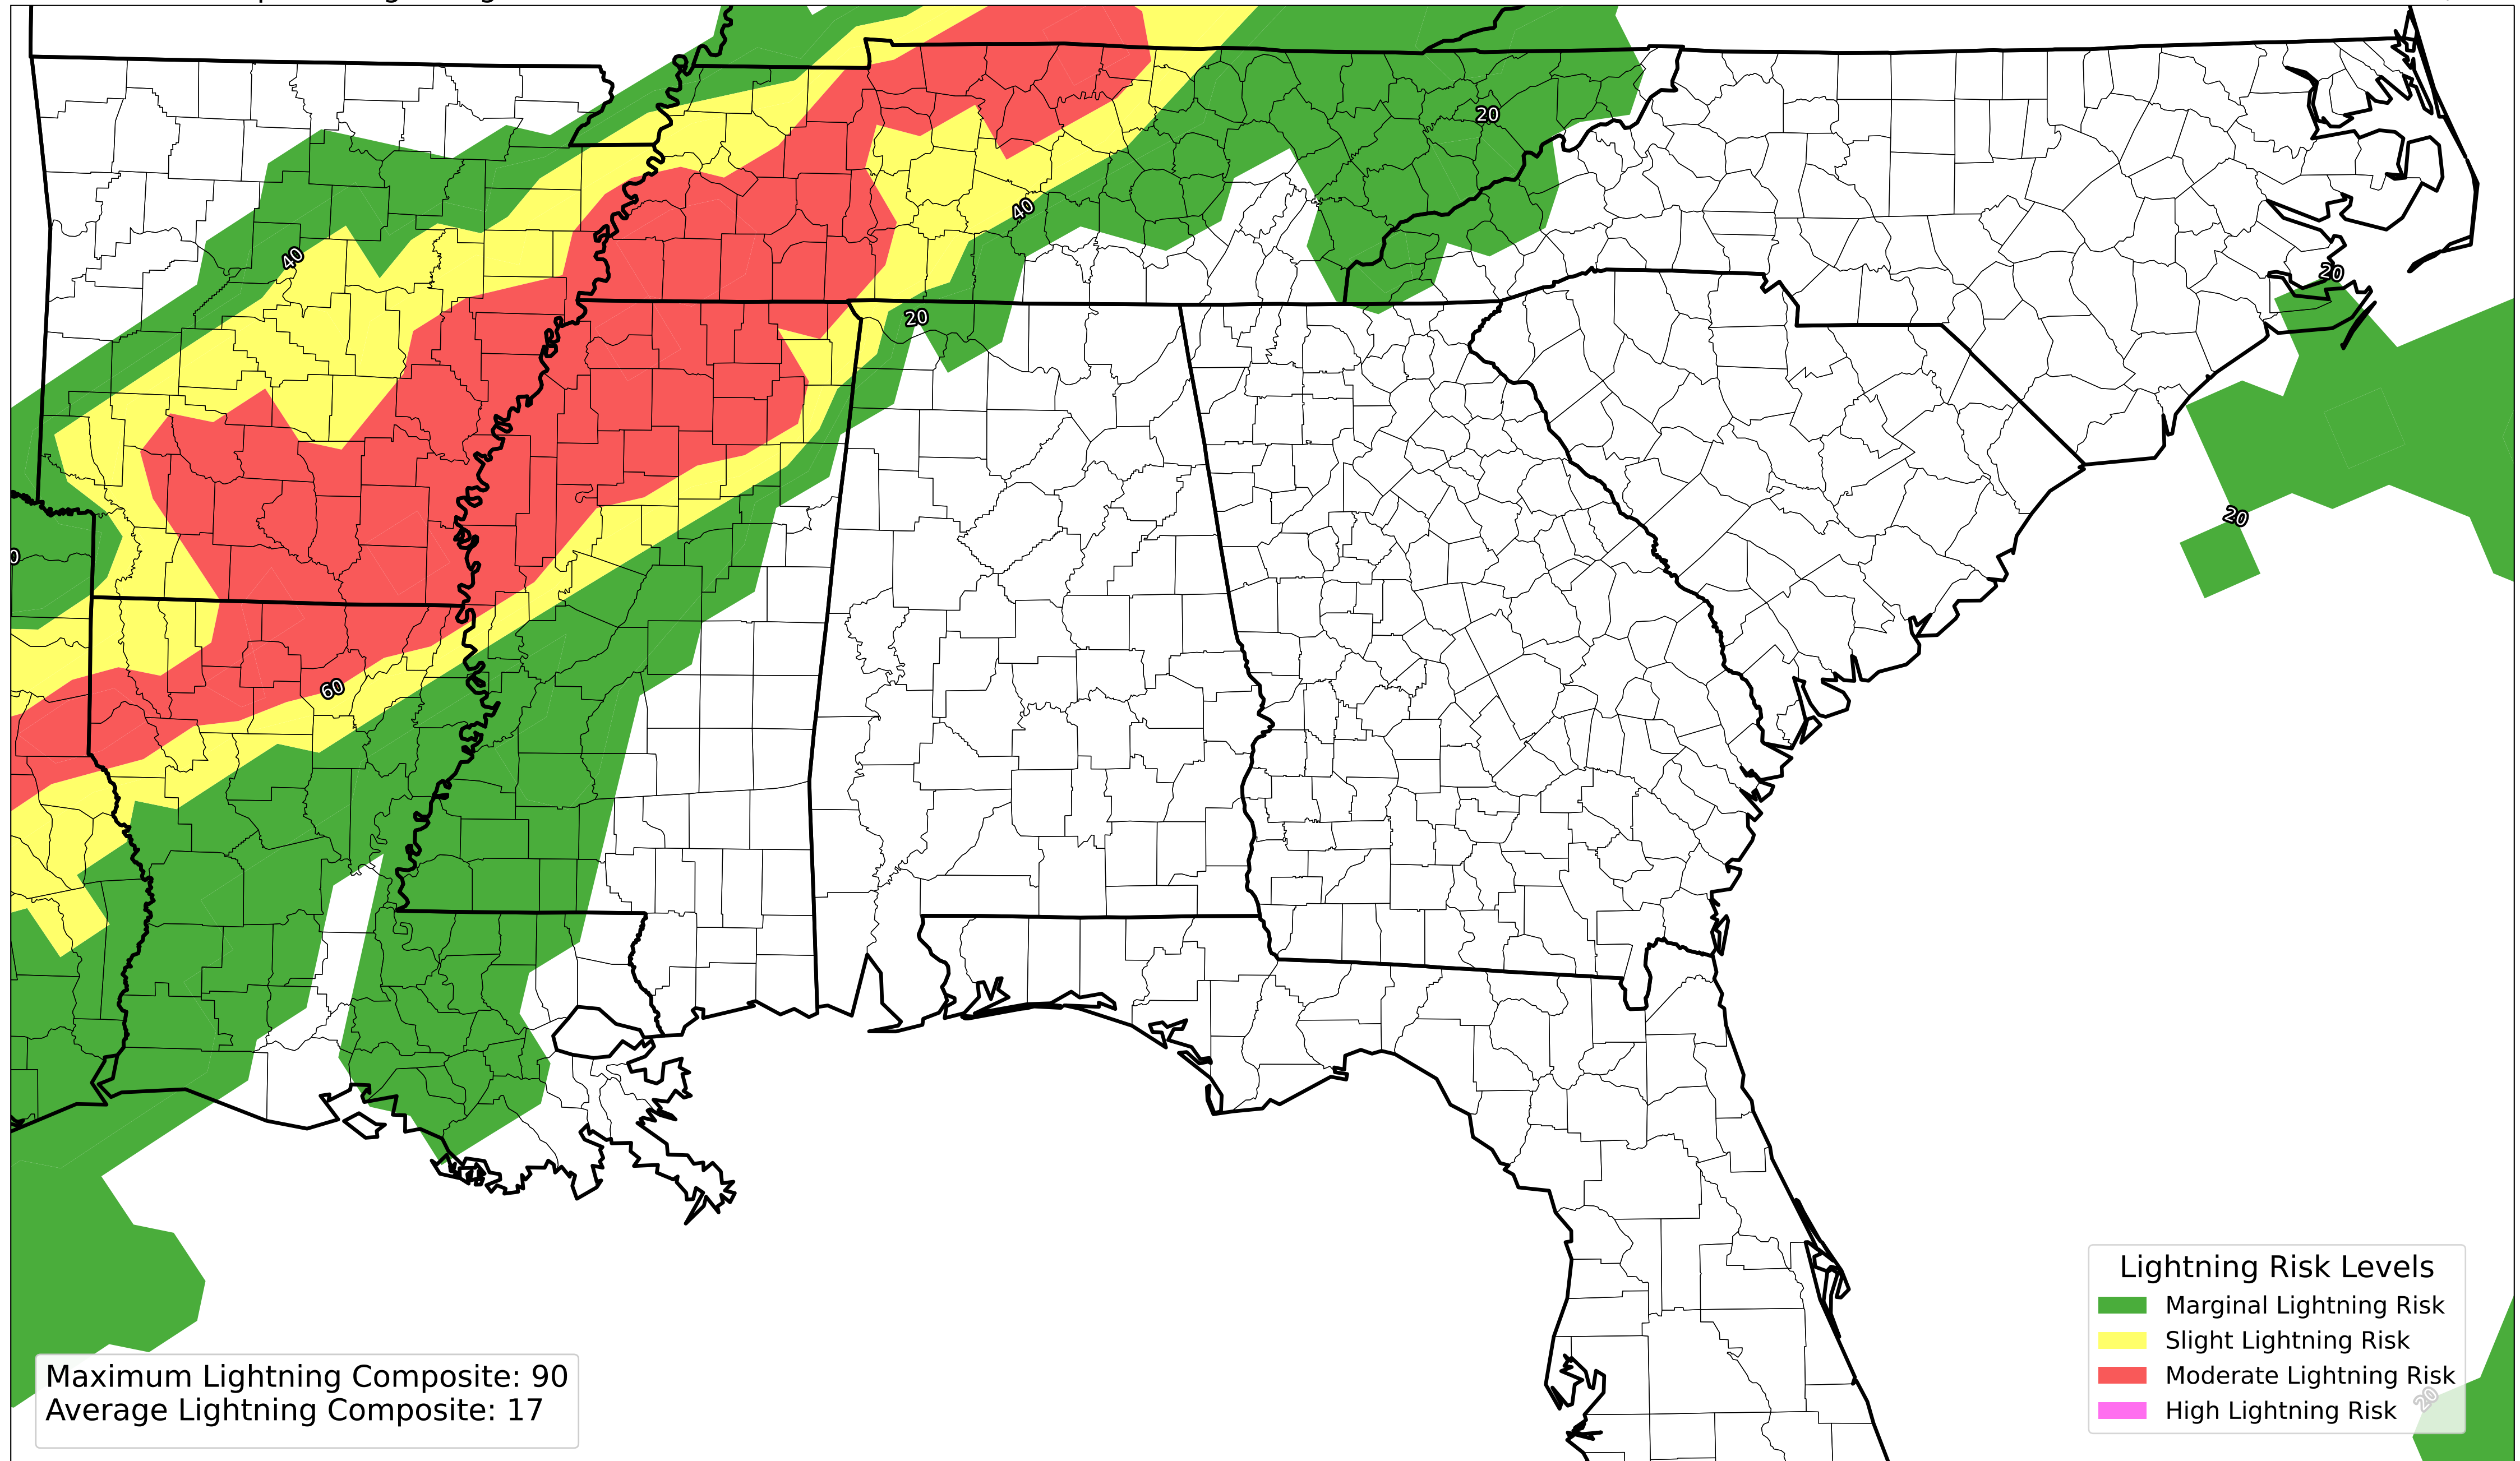 20
40
40
20
20
20
60
Lightning Risk Levels
Marginal Lightning Risk
Slight Lightning Risk
Moderate Lightning Risk
High Lightning Risk
20
Maximum Lightning Composite: 90
Average Lightning Composite: 17